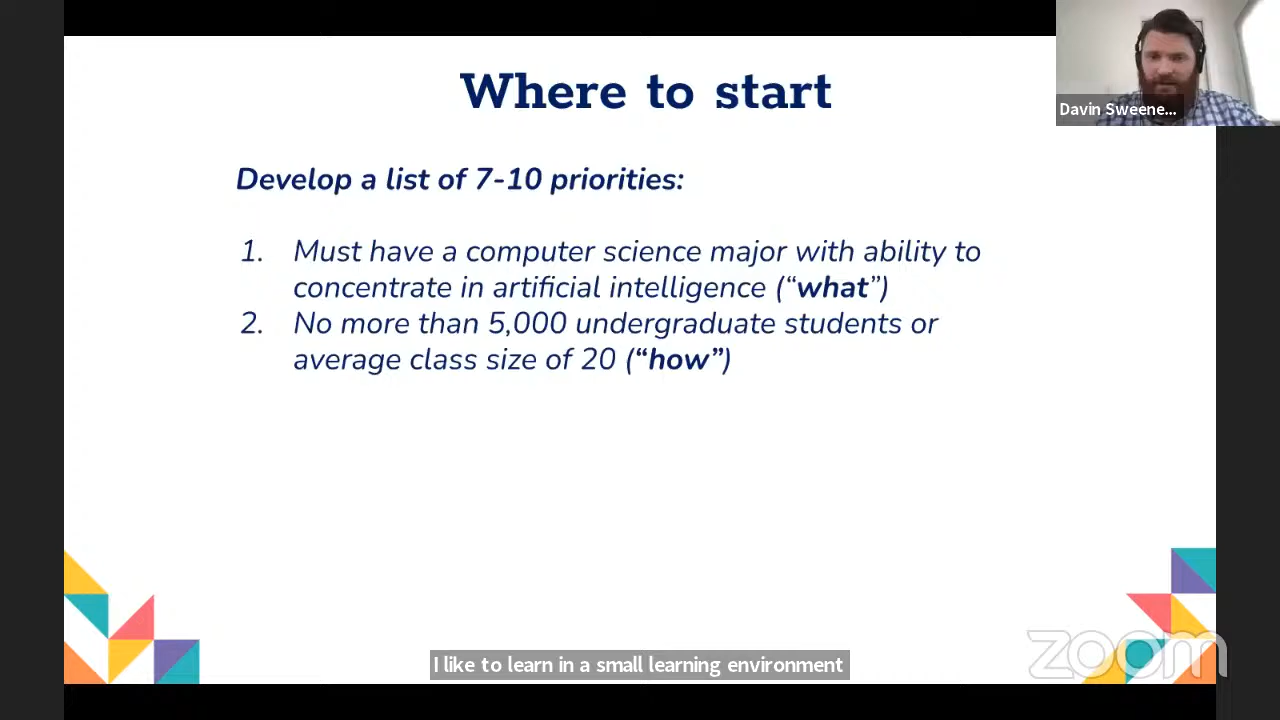 Where to start
Davin Sweene...
Develop a list of 7-10 priorities:
1. Must have a computer science major with ability to
concentrate in artificial intelligence (“what”)
2. No more than 5,000 undergraduate students or
average class size of 20 (“how”)
zoom
I like to learn in a small learning environment